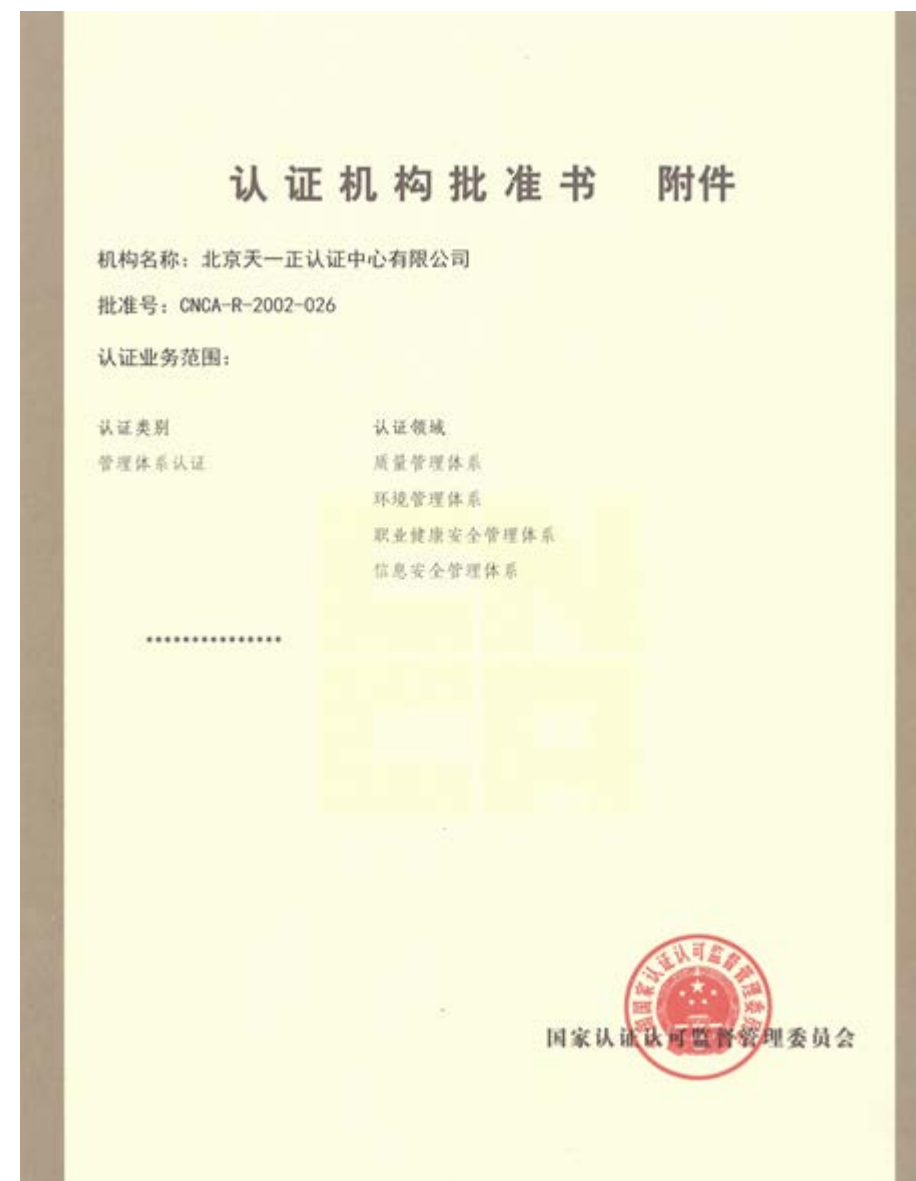 认证机构批准书 附件
机构名称：北京天一正认证中心有限公司
批准号：CNCA-R-2002-026
认证业务范围：
认证类别 认证领域
管理体系认证 质量管理体系
环境管理体系
职业健康安全管理体系
信息安全管理体系
***************
国家认证认可监督管理委员会